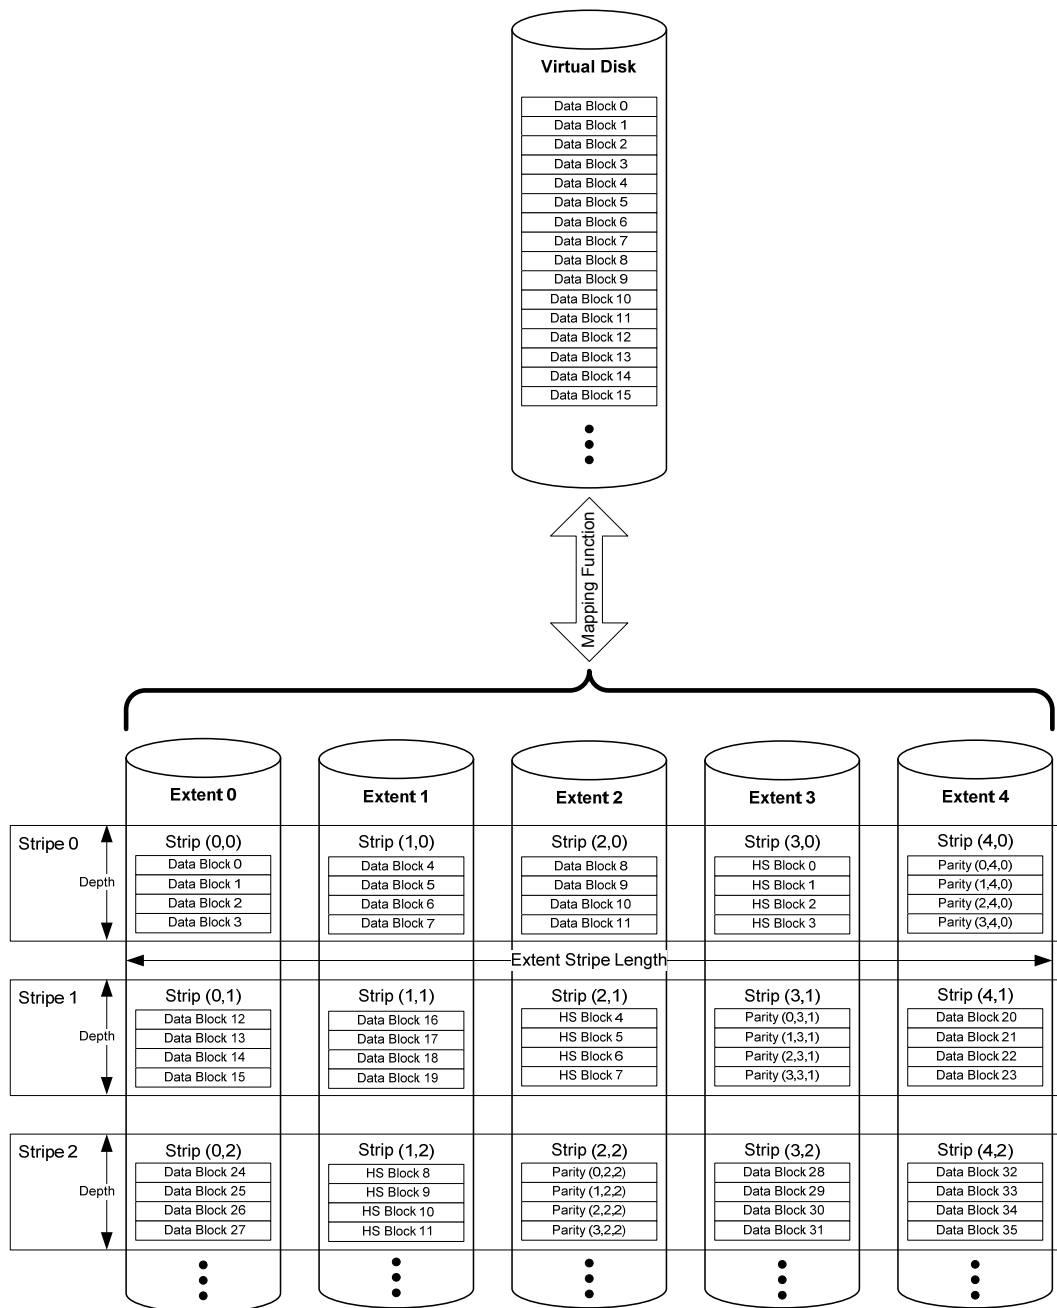 Virtual Disk
Data Block 0
Data Block 1
Data Block 2
Data Block 3
Data Block 4
Data Block 5
Data Block 6
Data Block 7
Data Block 8
Data Block 9
Data Block 10
Data Block 11
Data Block 12
Data Block 13
Data Block 14
Data Block 15
Mapping Function
Extent 0
Extent 1
Extent 2
Extent 3
Extent 4
Stripe 0
Depth
Strip (0,0)
Data Block 0
Data Block 1
Data Block 2
Data Block 3
Strip (1,0)
Data Block 4
Data Block 5
Data Block 6
Data Block 7
Strip (2,0)
Data Block 8
Data Block 9
Data Block 10
Data Block 11
Strip (3,0)
HS Block 0
HS Block 1
HS Block 2
HS Block 3
Strip (4,0)
Parity (0,4,0)
Parity (1,4,0)
Parity (2,4,0)
Parity (3,4,0)
Extent Stripe Length
Stripe 1
Depth
Strip (0,1)
Data Block 12
Data Block 13
Data Block 14
Data Block 15
Strip (1,1)
Data Block 16
Data Block 17
Data Block 18
Data Block 19
Strip (2,1)
HS Block 4
HS Block 5
HS Block 6
HS Block 7
Strip (3,1)
Parity (0,3,1)
Parity (1,3,1)
Parity (2,3,1)
Parity (3,3,1)
Strip (4,1)
Data Block 20
Data Block 21
Data Block 22
Data Block 23
Stripe 2
Depth
Strip (0,2)
Data Block 24
Data Block 25
Data Block 26
Data Block 27
Strip (1,2)
HS Block 8
HS Block 9
HS Block 10
HS Block 11
Strip (2,2)
Parity (0,2,2)
Parity (1,2,2)
Parity (2,2,2)
Parity (3,2,2)
Strip (3,2)
Data Block 28
Data Block 29
Data Block 30
Data Block 31
Strip (4,2)
Data Block 32
Data Block 33
Data Block 34
Data Block 35